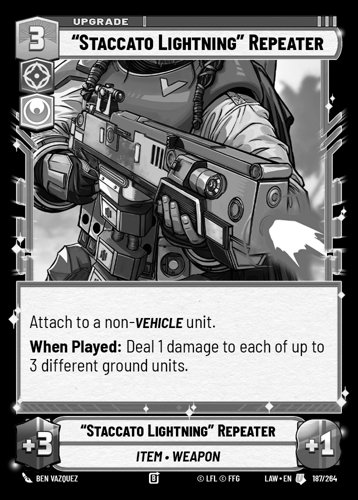 UPGRADE
3
“STACCATO LIGHTNING” REPEATER
Attach to a non-VEHICLE unit.
When Played: Deal 1 damage to each of up to
3 different ground units.
+3
“STACCATO LIGHTNING” REPEATER
+1
ITEM • WEAPON
BEN VAZQUEZ
© LFL © FFG
LAW • EN
187/264